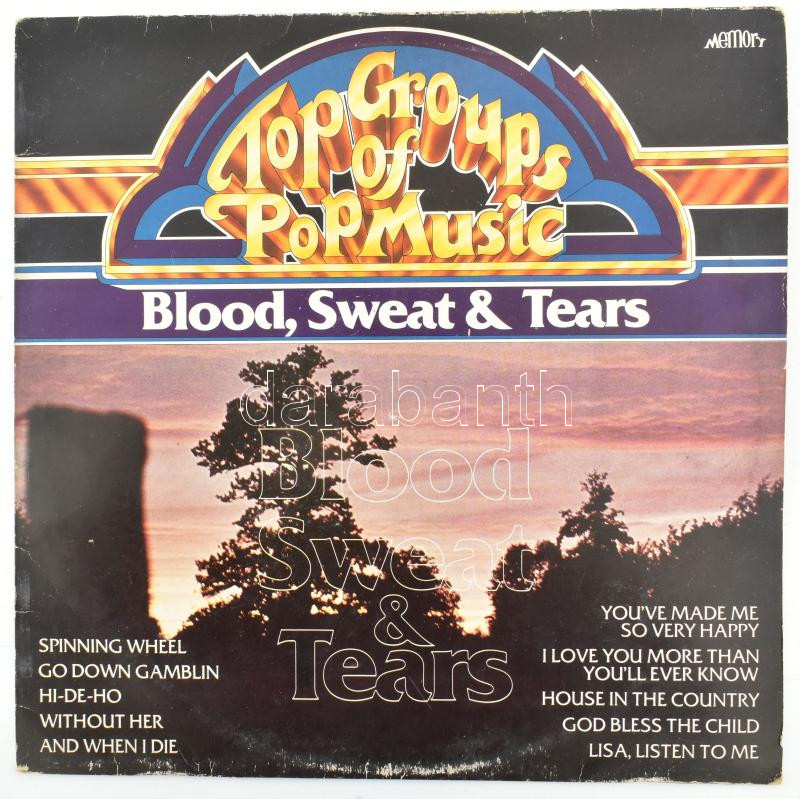 memory
Top Groups
of
Pop Music
Blood, Sweat & Tears
darabanth
Blood
Sweat
&
Tears
SPINNING WHEEL
GO DOWN GAMBLIN
HI-DE-HO
WITHOUT HER
AND WHEN I DIE
YOU'VE MADE ME
SO VERY HAPPY
I LOVE YOU MORE THAN
YOU'LL EVER KNOW
HOUSE IN THE COUNTRY
GOD BLESS THE CHILD
LISA, LISTEN TO ME